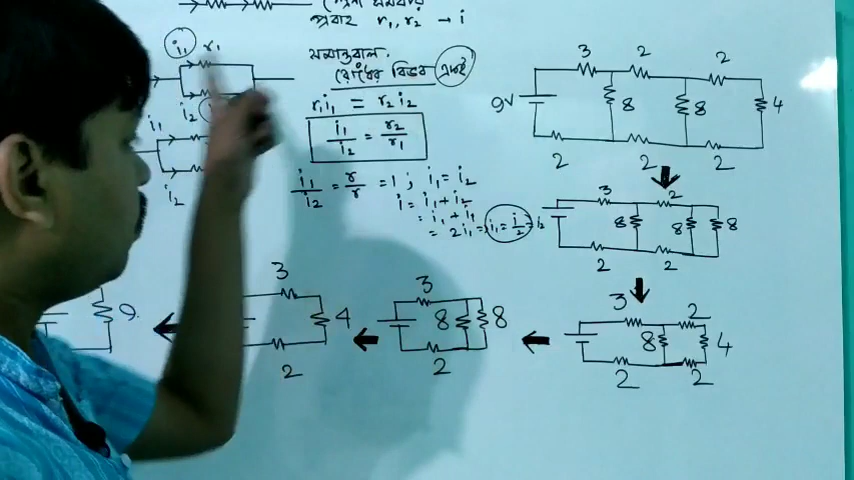 প্রবাহ r₁, r₂ → i
i₁ r₁
সমান্তরাল.
রোধের বিভব একই
i₂
r₁i₁ = r₂i₂
i₁/i₂ = r₂/r₁
i₁
i₂
i₁/i₂ = r/r = 1 ; i₁ = i₂
i = i₁ + i₂
= i₁ + i₁
= 2i₁ ⇒ i₁ = i/2 = i₂
3 2 2
9V 8 8 4
2 2 2
3 2
8 8 8
2 2
3 2
8 4
2 2
3
8 8
2
3
4
2
9